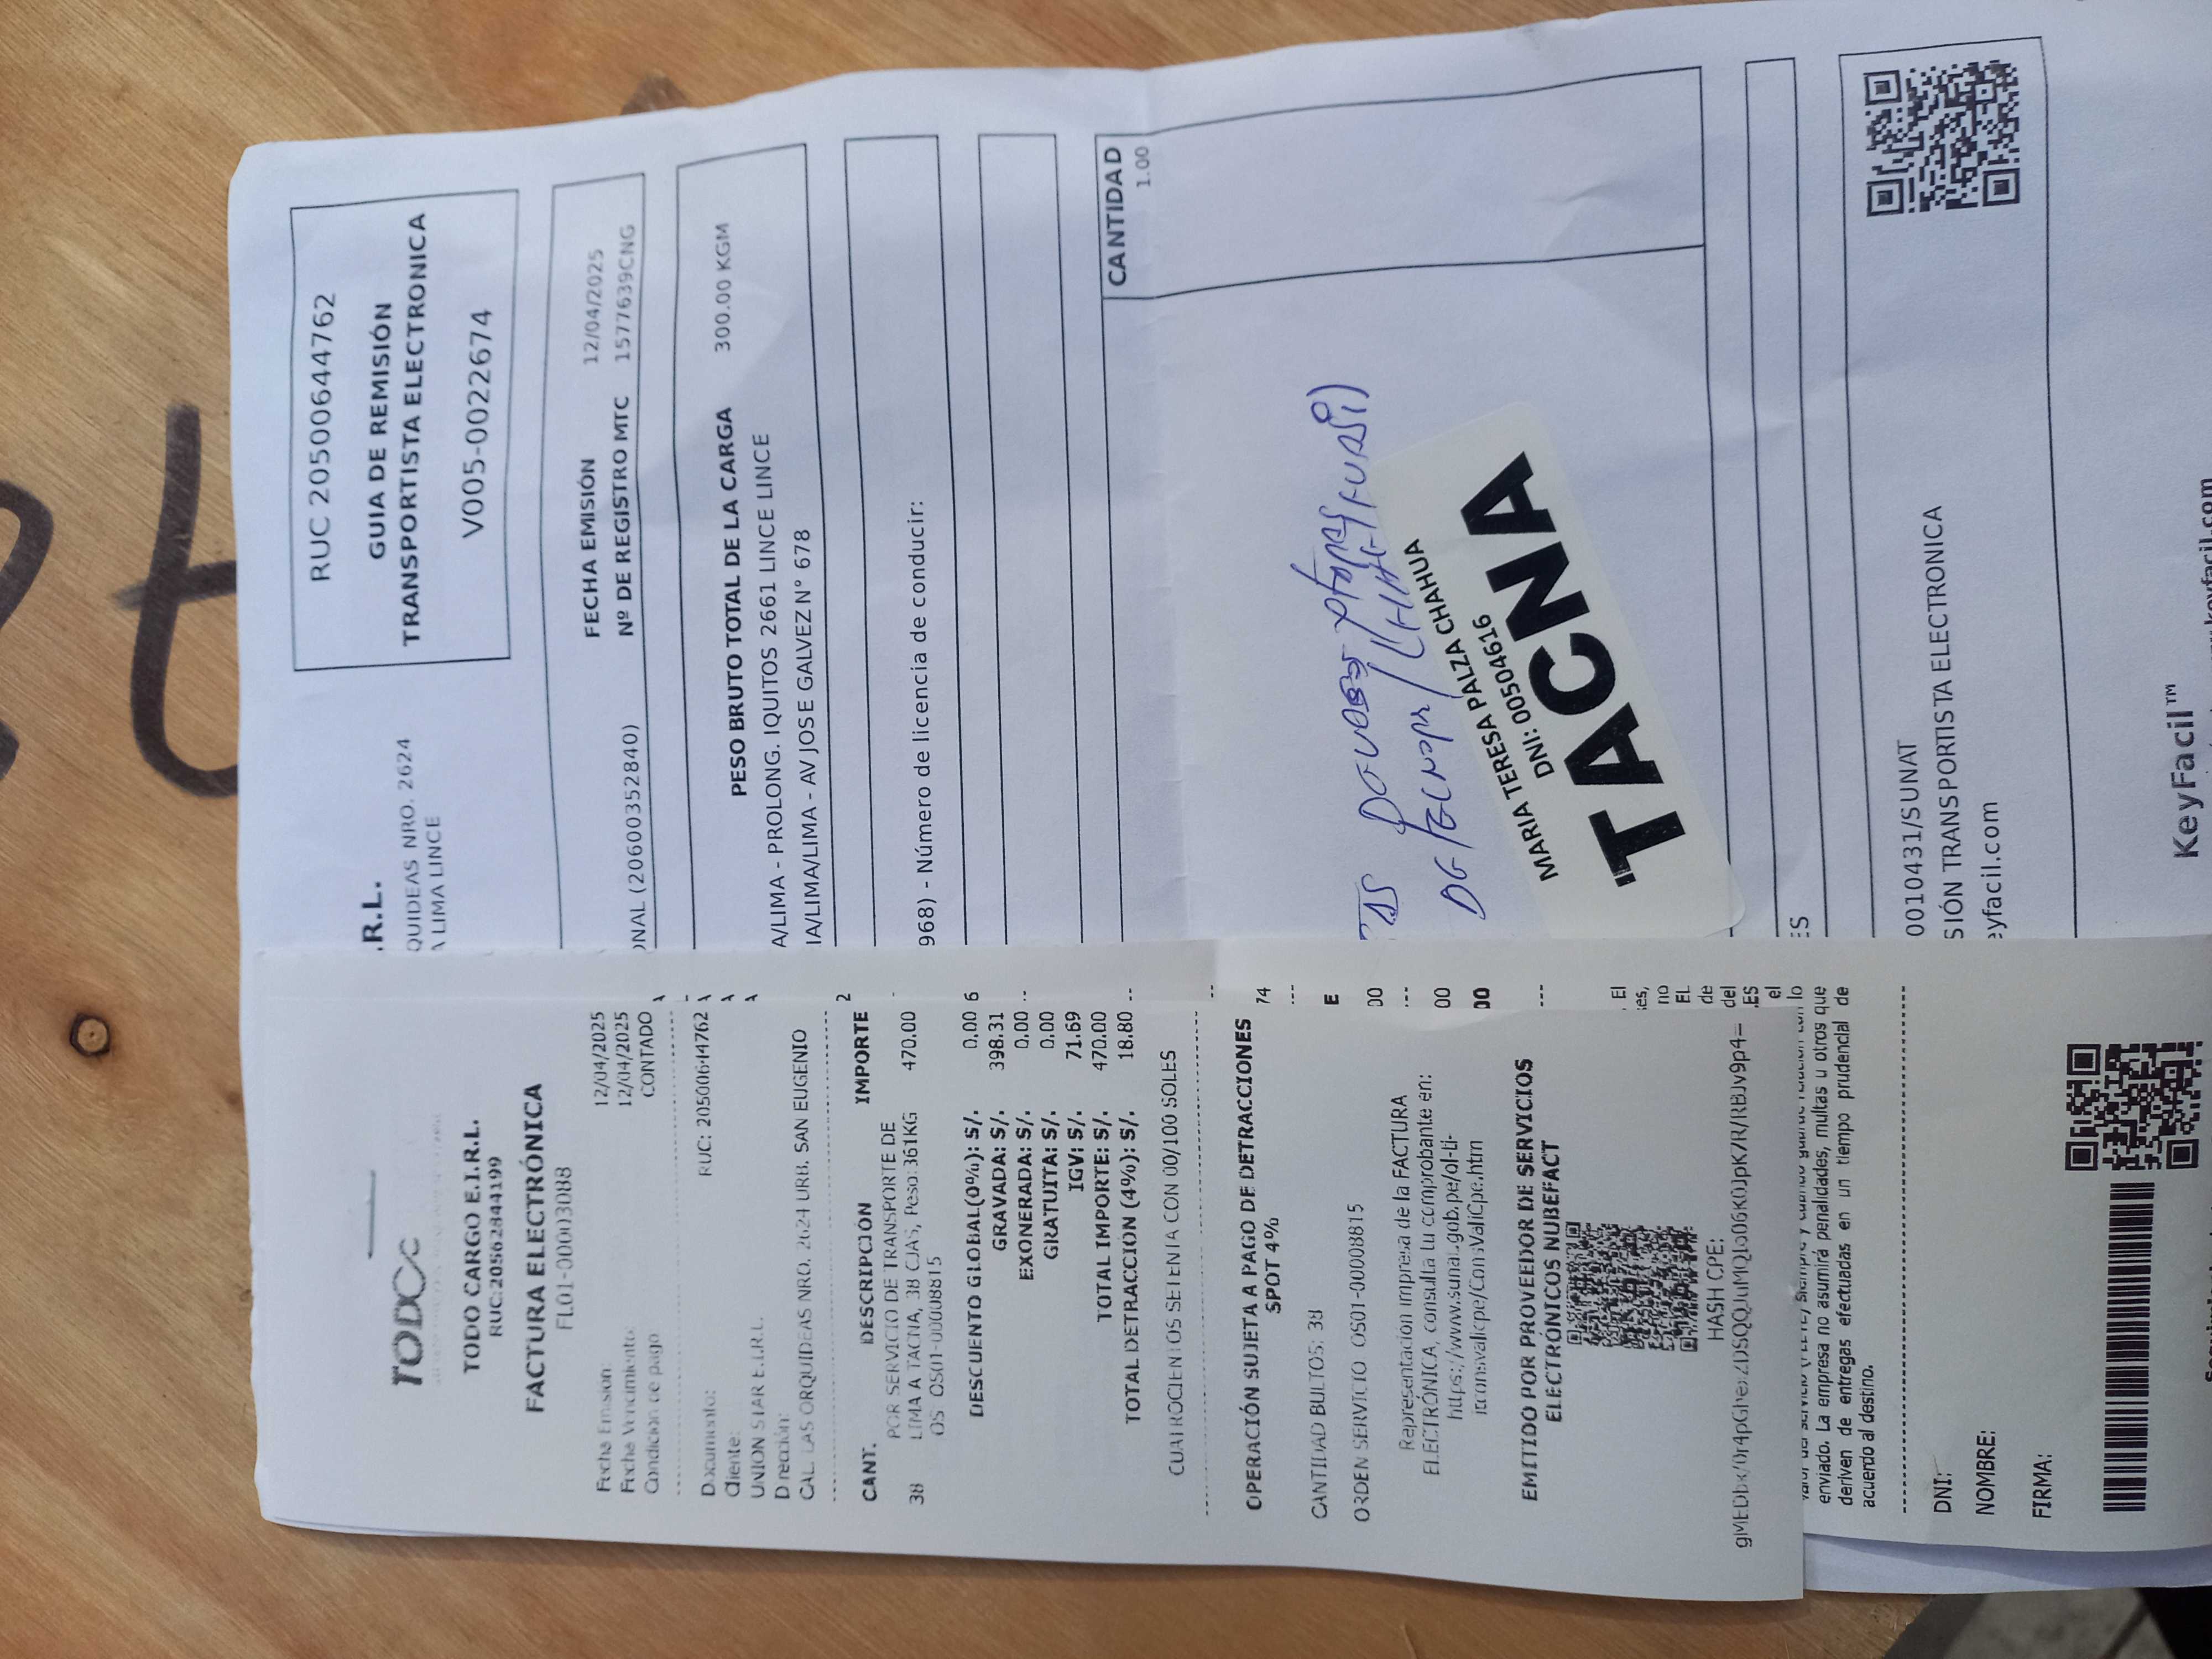 TODO CARGO E.I.R.L.
RUC:20562844199
FACTURA ELECTRÓNICA
FL01-00003088
Fecha Emisión: 12/04/2025
Fecha Vencimiento: 12/04/2025
Condición de pago CONTADO
Documento: RUC: 20500644762
Cliente:
UNION STAR E.I.R.L.
Dirección:
CAL. LAS ORQUIDEAS NRO. 2624 URB. SAN EUGENIO
CANT. DESCRIPCIÓN IMPORTE
38 POR SERVICIO DE TRANSPORTE DE 470.00
LIMA A TACNA, 38 CJAS, Peso:361KG
OS OS01-00008815
DESCUENTO GLOBAL(0%): S/. 0.00
GRAVADA: S/. 398.31
EXONERADA: S/. 0.00
GRATUITA: S/. 0.00
IGV: S/. 71.69
TOTAL IMPORTE: S/. 470.00
TOTAL DETRACCION (4%): S/. 18.80
CUATROCIENTOS SETENTA CON 00/100 SOLES
OPERACIÓN SUJETA A PAGO DE DETRACCIONES
SPOT 4%
CANTIDAD BULTOS: 38
ORDEN SERVICIO OS01-00008815
Representación impresa de la FACTURA
ELECTRÓNICA, consulta tu comprobante en:
https://www.sunat.gob.pe/ol-ti-
itconsvalicpe/ConsValiCpe.htm
EMITIDO POR PROVEEDOR DE SERVICIOS
ELECTRÓNICOS NUBEFACT
HASH CPE:
enviado. La empresa no asumirá penalidades, multas u otros que
deriven de entregas efectuadas en un tiempo prudencial de
acuerdo al destino.
DNI:
NOMBRE:
FIRMA:
.R.L.
QUIDEAS NRO. 2624
A LIMA LINCE
RUC 20500644762
GUIA DE REMISIÓN
TRANSPORTISTA ELECTRONICA
V005-0022674
FECHA EMISIÓN 12/04/2025
ONAL (20600352840) Nº DE REGISTRO MTC 1577639CNG
PESO BRUTO TOTAL DE LA CARGA 300.00 KGM
A/LIMA - PROLONG. IQUITOS 2661 LINCE LINCE
IA/LIMA/LIMA - AV JOSE GALVEZ N° 678
968) - Número de licencia de conducir:
CANTIDAD
1.00
MARIA TERESA PALZA CHAHUA
DNI: 00504616
TACNA
ES
0010431/SUNAT
SIÓN TRANSPORTISTA ELECTRONICA
eyfacil.com
KeyFacil™